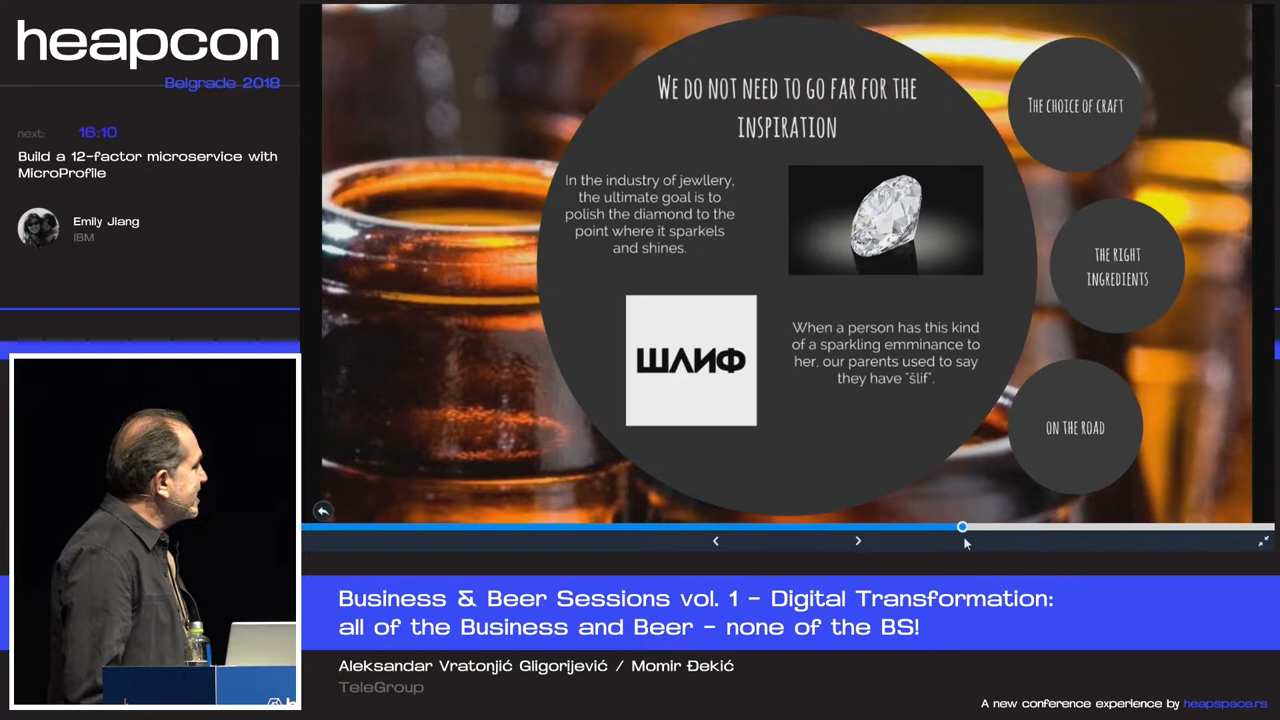 heapcon
Belgrade 2018
next: 16:10
Build a 12-factor microservice with
MicroProfile
Emily Jiang
IBM
WE DO NOT NEED TO GO FAR FOR THE
INSPIRATION
In the industry of jewllery,
the ultimate goal is to
polish the diamond to the
point where it sparkels
and shines.
ШЛИФ
When a person has this kind
of a sparkling emminance to
her, our parents used to say
they have "šlif".
THE CHOICE OF CRAFT
THE RIGHT
INGREDIENTS
ON THE ROAD
Business & Beer Sessions vol. 1 - Digital Transformation:
all of the Business and Beer - none of the BS!
Aleksandar Vratonjić Gligorijević / Momir Đekić
TeleGroup
A new conference experience by heapspace.rs